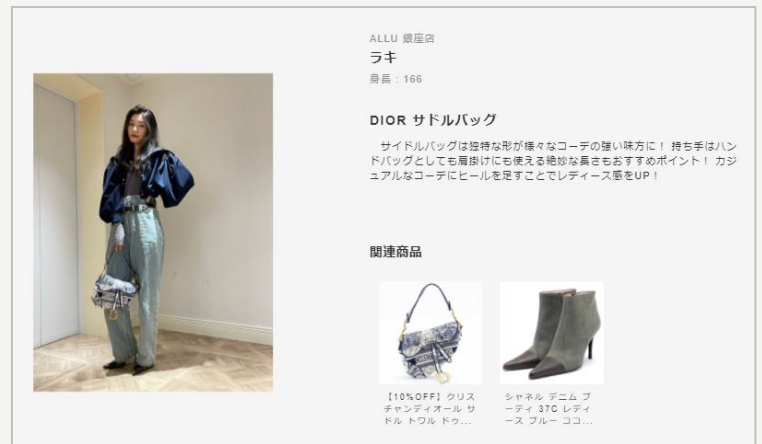 ALLU 銀座店
ラキ
身長：166
DIOR サドルバッグ
サイドルバッグは独特な形が様々なコーデの強い味方に！ 持ち手はハン
ドバッグとしても肩掛けにも使える絶妙な長さもおすすめポイント！ カジ
ュアルなコーデにヒールを足すことでレディース感をUP！
関連商品
【10%OFF】クリス
チャンディオール サ
ドル トワル ドゥ...
シャネル デニム ブ
ーティ 37C レディ
ース ブルー ココ...